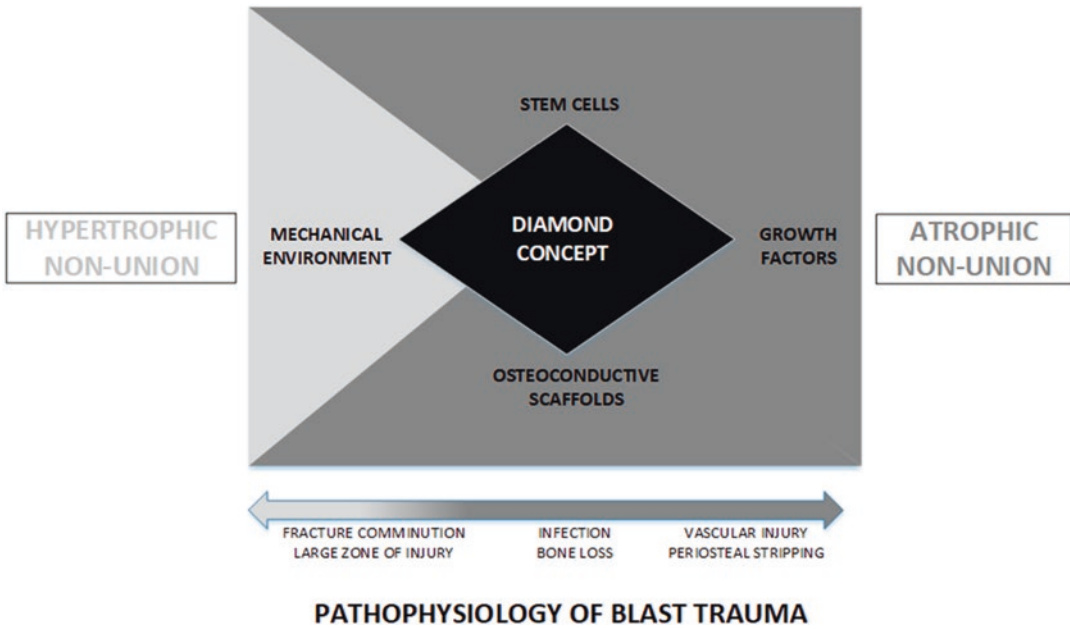 STEM CELLS
HYPERTROPHIC
NON-UNION
MECHANICAL
ENVIRONMENT
DIAMOND
CONCEPT
GROWTH
FACTORS
ATROPHIC
NON-UNION
OSTEOCONDUCTIVE
SCAFFOLDS
FRACTURE COMMINUTION
LARGE ZONE OF INJURY
INFECTION
BONE LOSS
VASCULAR INJURY
PERIOSTEAL STRIPPING
PATHOPHYSIOLOGY OF BLAST TRAUMA